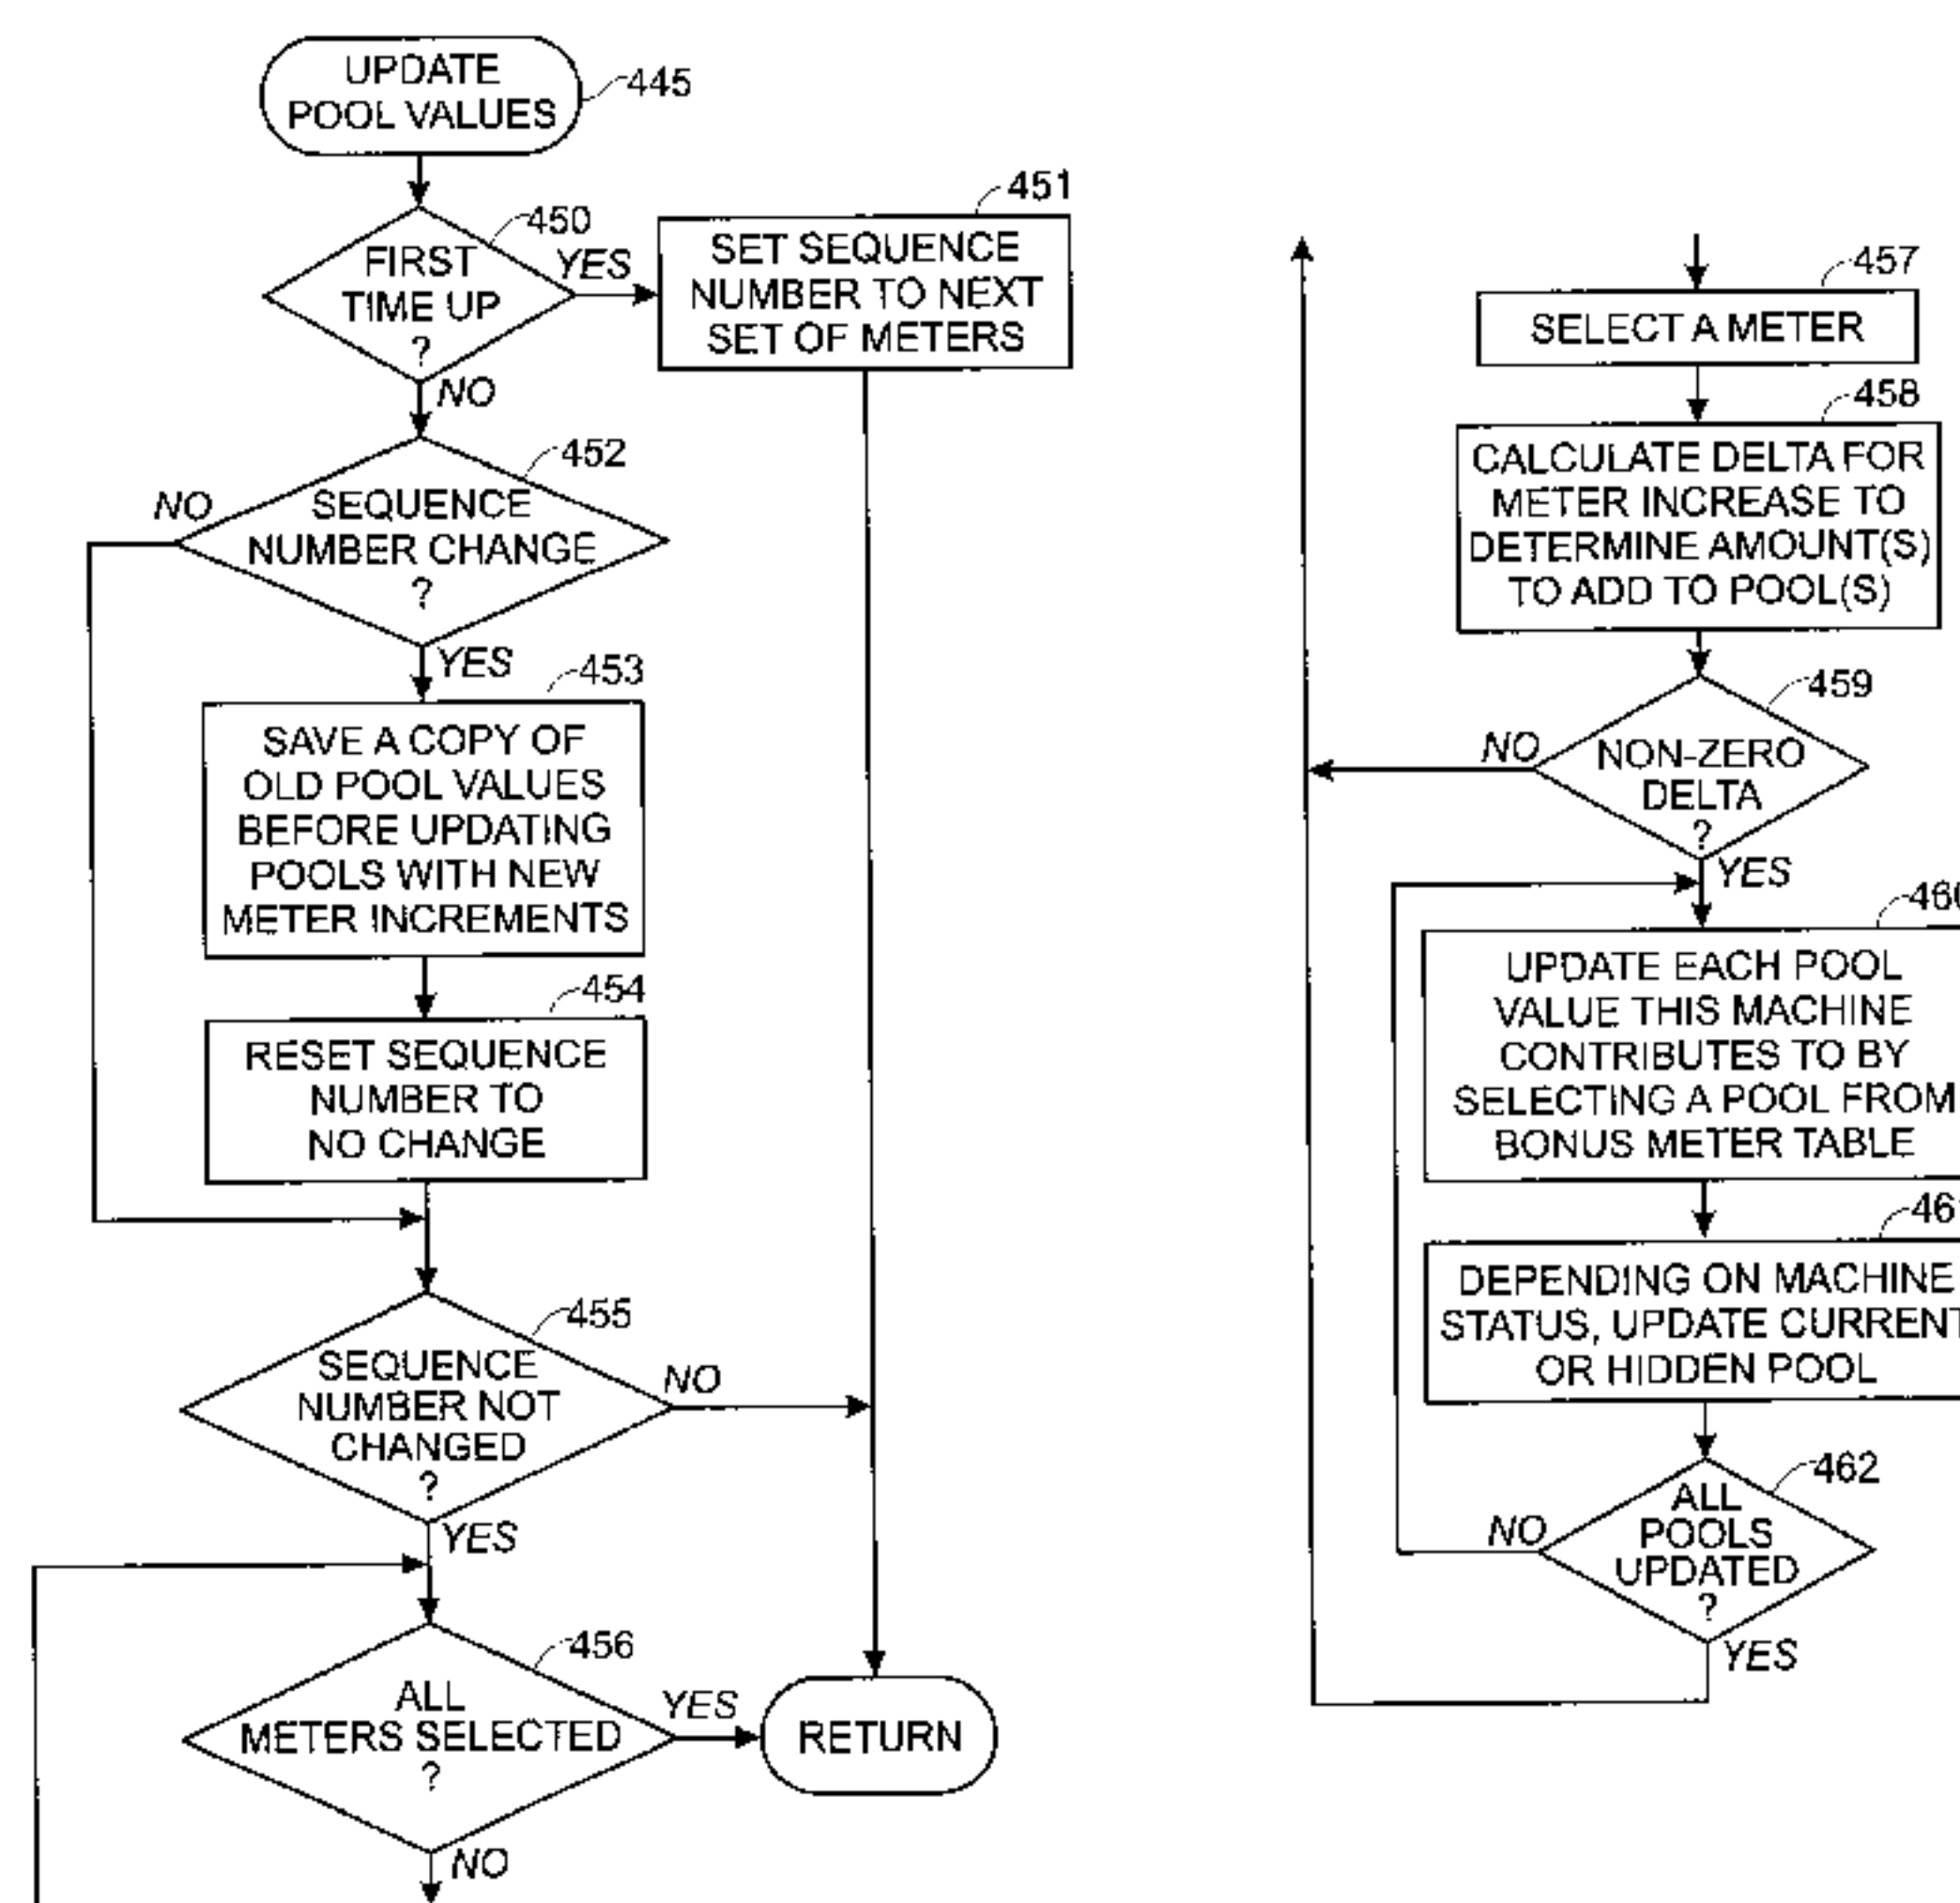 UPDATE
POOL VALUES
445
FIRST
TIME UP
?
450
YES
NO
SET SEQUENCE
NUMBER TO NEXT
SET OF METERS
451
SEQUENCE
NUMBER CHANGE
?
452
NO
YES
SAVE A COPY OF
OLD POOL VALUES
BEFORE UPDATING
POOLS WITH NEW
METER INCREMENTS
453
RESET SEQUENCE
NUMBER TO
NO CHANGE
454
SEQUENCE
NUMBER NOT
CHANGED
?
455
NO
YES
ALL
METERS SELECTED
?
456
YES
NO
RETURN
SELECT A METER
457
CALCULATE DELTA FOR
METER INCREASE TO
DETERMINE AMOUNT(S)
TO ADD TO POOL(S)
458
NON-ZERO
DELTA
?
459
NO
YES
UPDATE EACH POOL
VALUE THIS MACHINE
CONTRIBUTES TO BY
SELECTING A POOL FROM
BONUS METER TABLE
460
DEPENDING ON MACHINE
STATUS, UPDATE CURRENT
OR HIDDEN POOL
46
ALL
POOLS
UPDATED
?
462
NO
YES